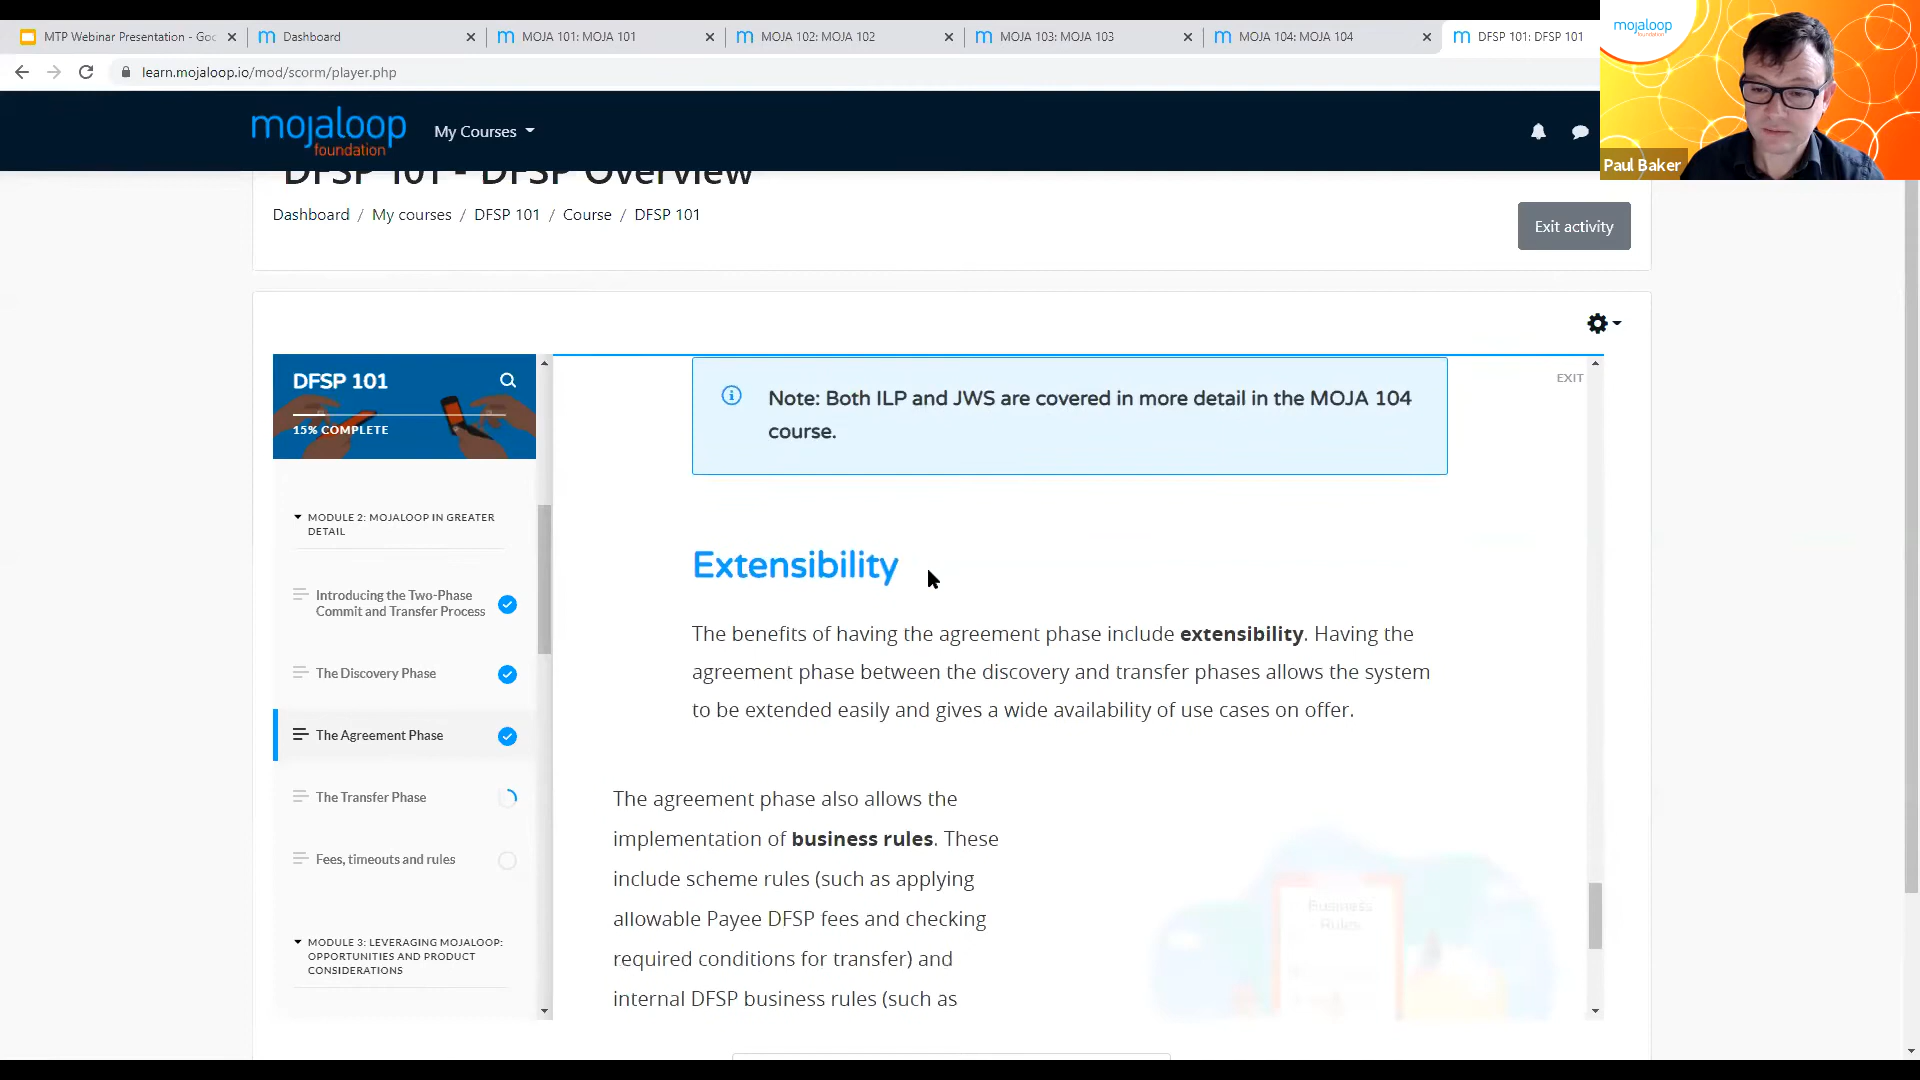 MTP Webinar Presentation - Goo
Dashboard
MOJA 101: MOJA 101
MOJA 102: MOJA 102
MOJA 103: MOJA 103
MOJA 104: MOJA 104
DFSP 101: DFSP 101
learn.mojaloop.io/mod/scorm/player.php
mojaloop
foundation
My Courses
mojaloop
foundation
Paul Baker
DFSP 101 - DFSP Overview
Dashboard / My courses / DFSP 101 / Course / DFSP 101
Exit activity
DFSP 101
15% COMPLETE
MODULE 2: MOJALOOP IN GREATER
DETAIL
Introducing the Two-Phase
Commit and Transfer Process
The Discovery Phase
The Agreement Phase
The Transfer Phase
Fees, timeouts and rules
MODULE 3: LEVERAGING MOJALOOP:
OPPORTUNITIES AND PRODUCT
CONSIDERATIONS
EXIT
Note: Both ILP and JWS are covered in more detail in the MOJA 104
course.
Extensibility
The benefits of having the agreement phase include extensibility. Having the
agreement phase between the discovery and transfer phases allows the system
to be extended easily and gives a wide availability of use cases on offer.
The agreement phase also allows the
implementation of business rules. These
include scheme rules (such as applying
allowable Payee DFSP fees and checking
required conditions for transfer) and
internal DFSP business rules (such as
Business
Rules